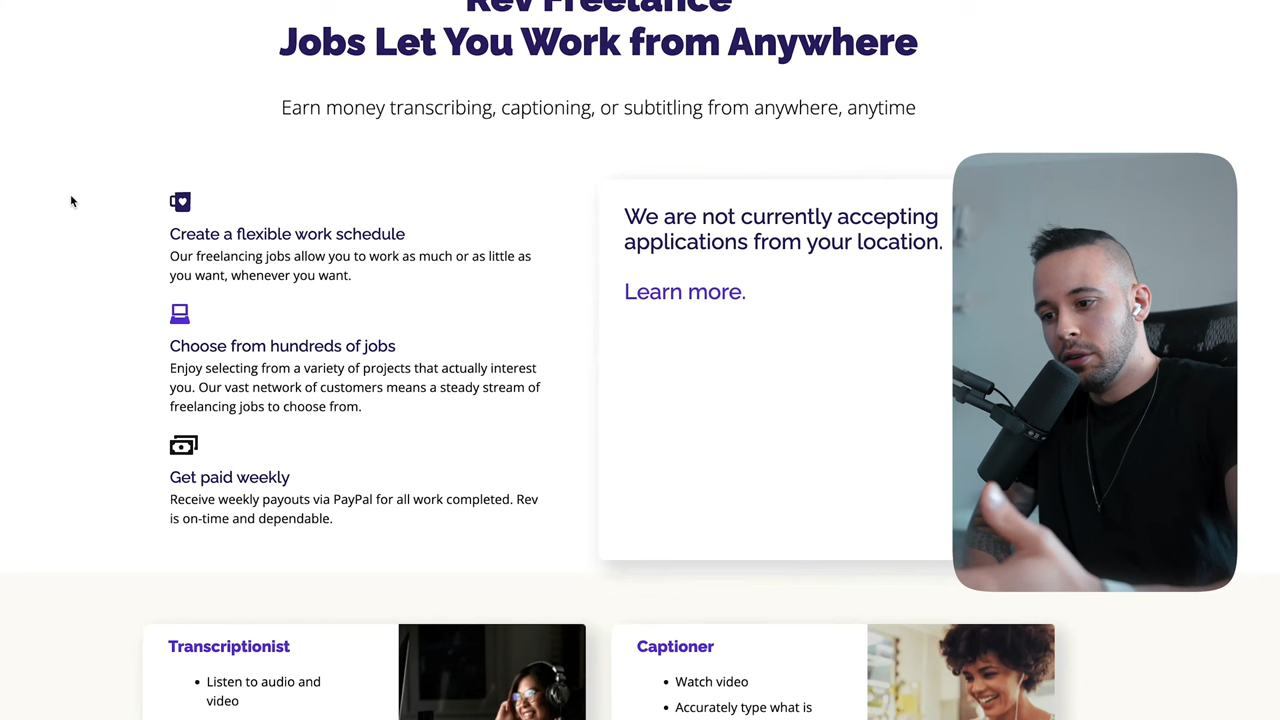 Rev Freelance
Jobs Let You Work from Anywhere
Earn money transcribing, captioning, or subtitling from anywhere, anytime
Create a flexible work schedule
Our freelancing jobs allow you to work as much or as little as
you want, whenever you want.
Choose from hundreds of jobs
Enjoy selecting from a variety of projects that actually interest
you. Our vast network of customers means a steady stream of
freelancing jobs to choose from.
Get paid weekly
Receive weekly payouts via PayPal for all work completed. Rev
is on-time and dependable.
We are not currently accepting
applications from your location.
Learn more.
Transcriptionist
Listen to audio and
video
Captioner
Watch video
Accurately type what is